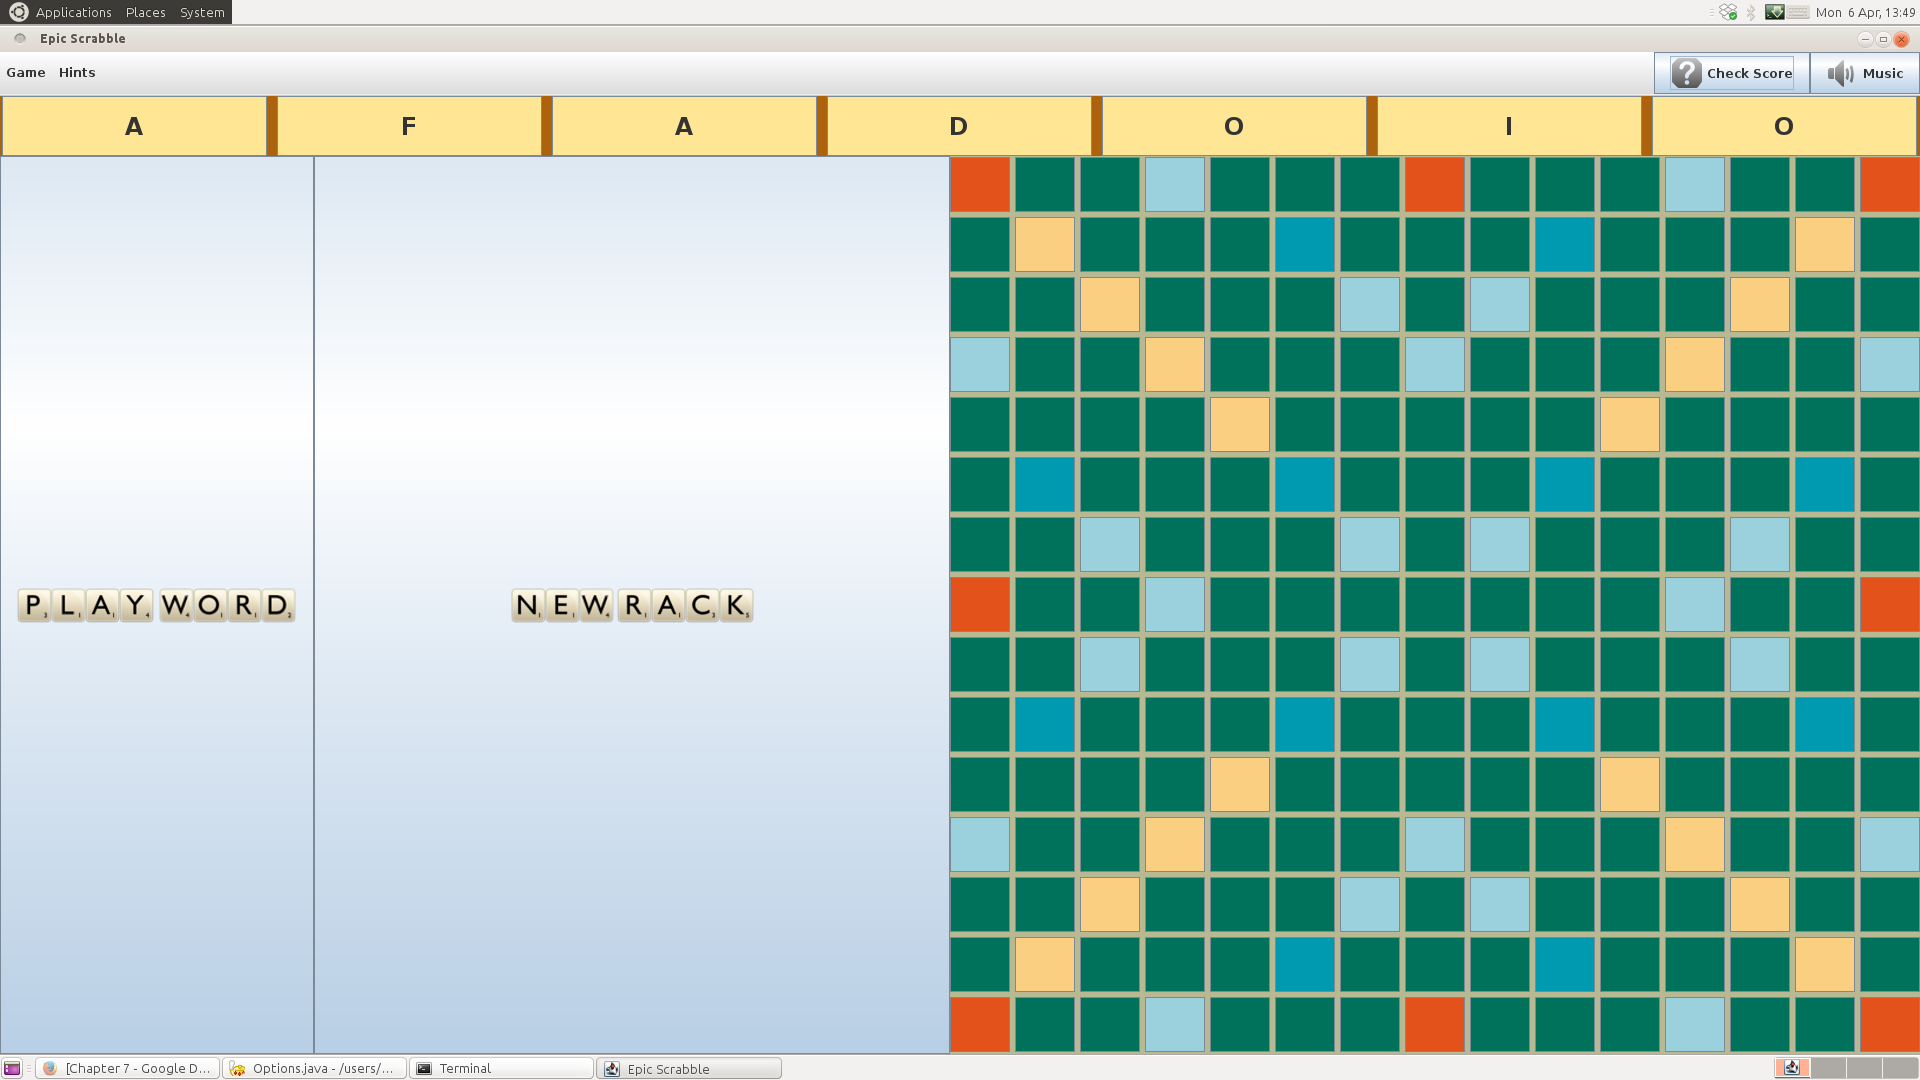 Applications Places System Mon 6 Apr, 13:49
Epic Scrabble
Game Hints ? Check Score Music
A F A D O I O
PLAY WORD NEW RACK
[Chapter 7 - Google D... Options.java - /users/... Terminal Epic Scrabble